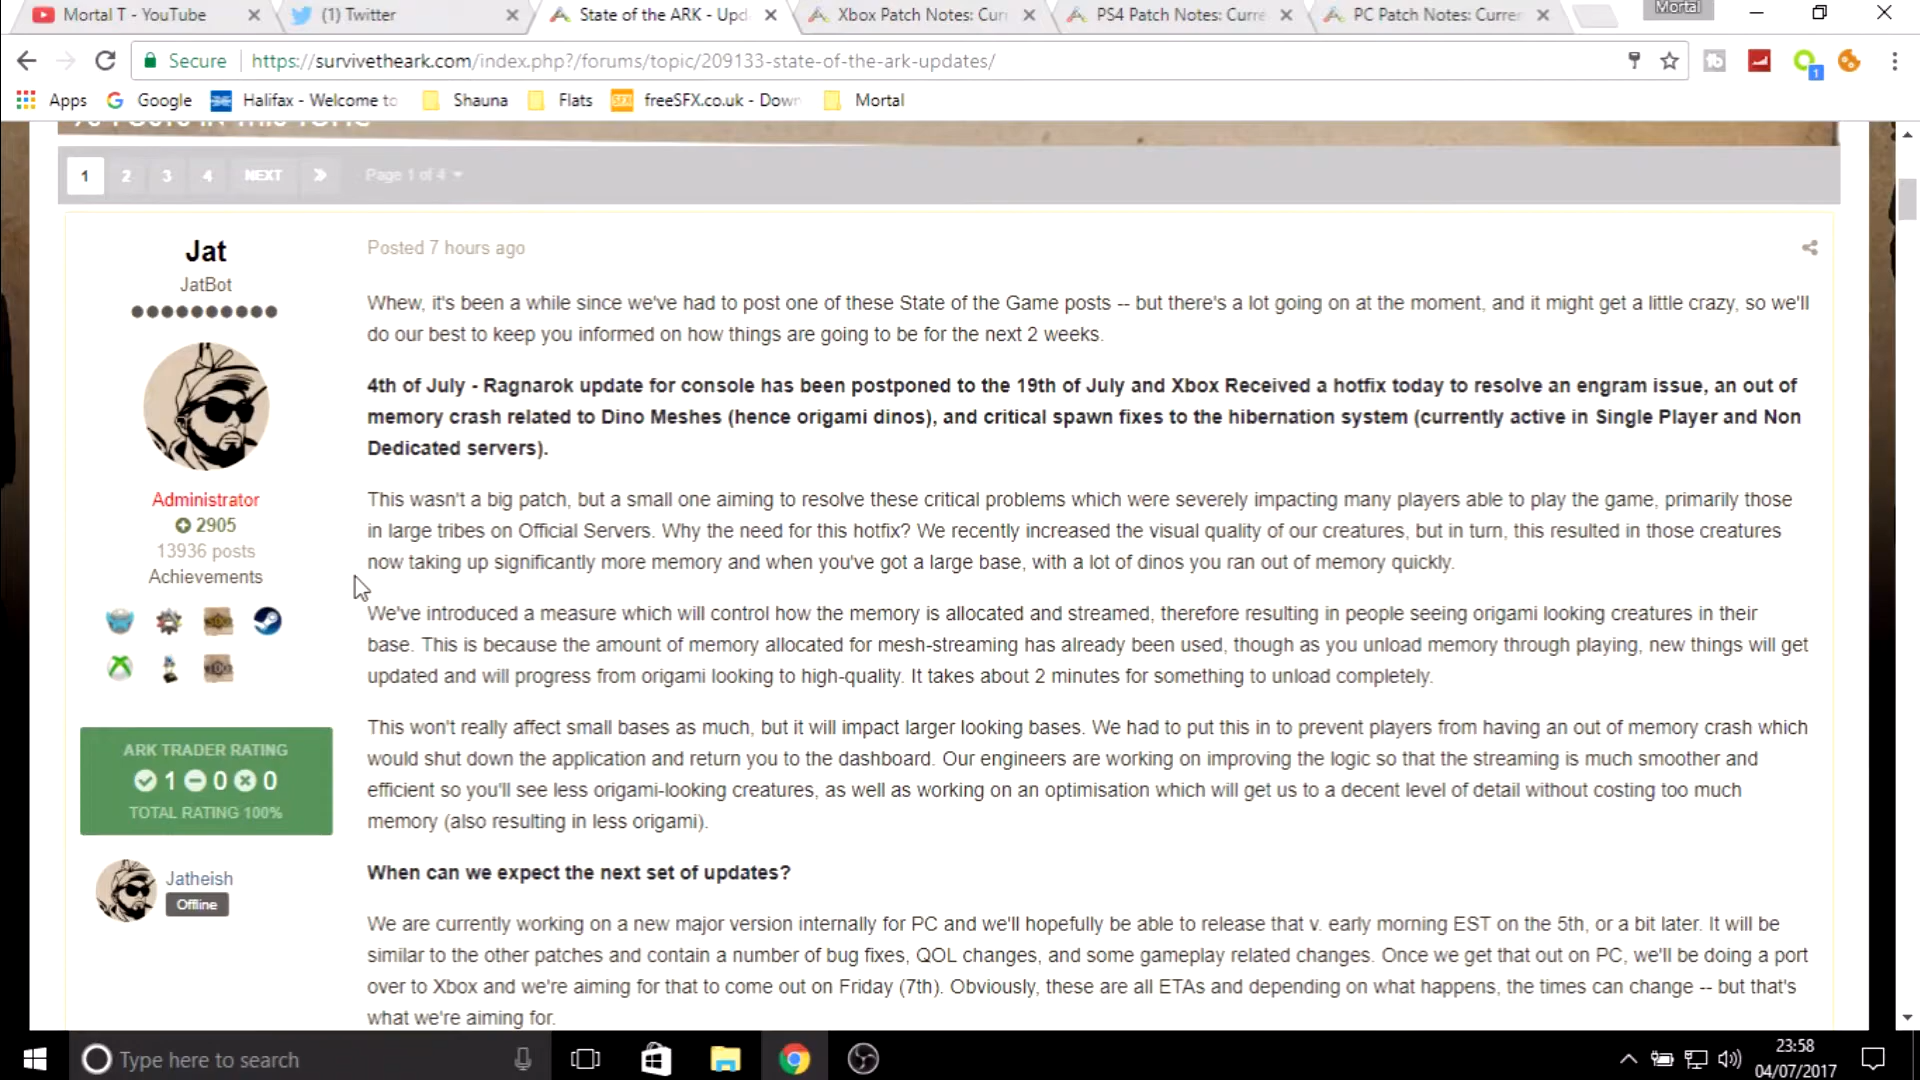 Mortal T - YouTube
(1) Twitter
State of the ARK - Upd
Xbox Patch Notes: Curr
PS4 Patch Notes: Curre
PC Patch Notes: Curren
Mortal
Secure
https://survivetheark.com/index.php?/forums/topic/209133-state-of-the-ark-updates/
1
Apps
Google
Halifax - Welcome to
Shauna
Flats
freeSFX.co.uk - Down
Mortal
1
2
3
4
NEXT
Page 1 of 4
Jat
JatBot
Administrator
2905
13936 posts
Achievements
ARK TRADER RATING
1 0 0
TOTAL RATING 100%
Jatheish
Offline
Posted 7 hours ago
Whew, it's been a while since we've had to post one of these State of the Game posts -- but there's a lot going on at the moment, and it might get a little crazy, so we'll
do our best to keep you informed on how things are going to be for the next 2 weeks.
4th of July - Ragnarok update for console has been postponed to the 19th of July and Xbox Received a hotfix today to resolve an engram issue, an out of
memory crash related to Dino Meshes (hence origami dinos), and critical spawn fixes to the hibernation system (currently active in Single Player and Non
Dedicated servers).
This wasn't a big patch, but a small one aiming to resolve these critical problems which were severely impacting many players able to play the game, primarily those
in large tribes on Official Servers. Why the need for this hotfix? We recently increased the visual quality of our creatures, but in turn, this resulted in those creatures
now taking up significantly more memory and when you've got a large base, with a lot of dinos you ran out of memory quickly.
We've introduced a measure which will control how the memory is allocated and streamed, therefore resulting in people seeing origami looking creatures in their
base. This is because the amount of memory allocated for mesh-streaming has already been used, though as you unload memory through playing, new things will get
updated and will progress from origami looking to high-quality. It takes about 2 minutes for something to unload completely.
This won't really affect small bases as much, but it will impact larger looking bases. We had to put this in to prevent players from having an out of memory crash which
would shut down the application and return you to the dashboard. Our engineers are working on improving the logic so that the streaming is much smoother and
efficient so you'll see less origami-looking creatures, as well as working on an optimisation which will get us to a decent level of detail without costing too much
memory (also resulting in less origami).
When can we expect the next set of updates?
We are currently working on a new major version internally for PC and we'll hopefully be able to release that v. early morning EST on the 5th, or a bit later. It will be
similar to the other patches and contain a number of bug fixes, QOL changes, and some gameplay related changes. Once we get that out on PC, we'll be doing a port
over to Xbox and we're aiming for that to come out on Friday (7th). Obviously, these are all ETAs and depending on what happens, the times can change -- but that's
what we're aiming for.
Type here to search
23:58
04/07/2017